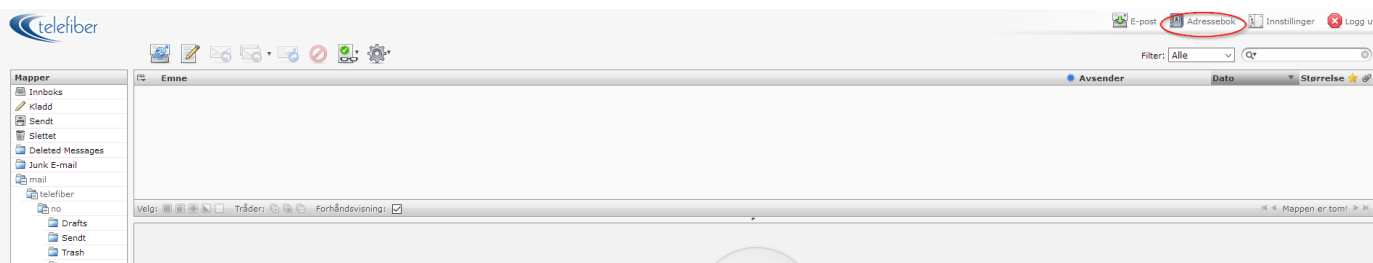 telefiber
E-post Adressebok Innstillinger Logg u
Filter: Alle
Mapper
Emne Avsender Dato Størrelse
Innboks
Kladd
Sendt
Slettet
Deleted Messages
Junk E-mail
mail
telefiber
no
Drafts
Sendt
Trash
Velg: Tråder: Forhåndsvisning: Mappen er tom!